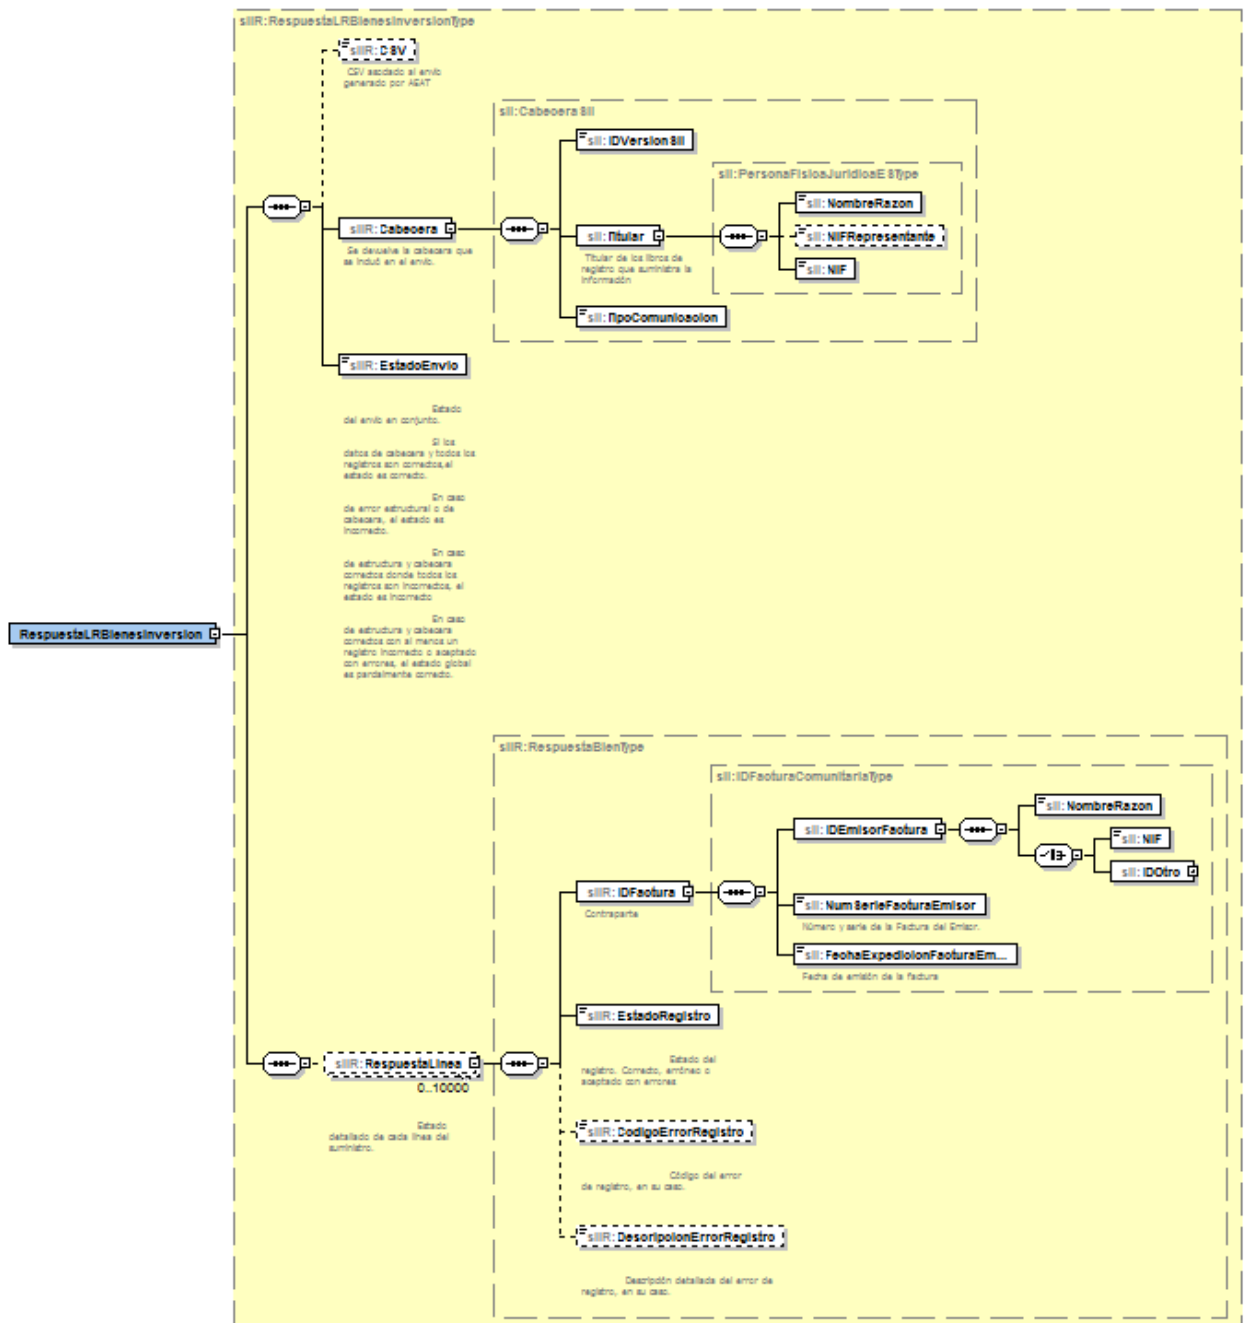 siiR:RespuestaLRBienesInversionType
siiR:CSV
CSV asociado al envío
generado por AEAT
sii:CabeceraSii
sii:IDVersionSii
sii:PersonaFisicaJuridicaESType
sii:NombreRazon
siiR:Cabecera
sii:Titular
sii:NIFRepresentante
Se devuelve la cabecera que
se incluó en el envío.
Titular de los libros de
registro que suministra la
información
sii:NIF
sii:TipoComunicacion
siiR:EstadoEnvio
Estado
del envío en conjunto.
Si los
datos de cabecera y todos los
registros son correctos,el
estado es correcto.
En caso
de error estructural o de
cabecera, el estado es
incorrecto.
En caso
de estructura y cabecera
correctos donde todos los
registros son incorrectos, el
estado es incorrecto
En caso
de estructura y cabecera
correctos con al menos un
registro incorrecto o aceptado
con errores, el estado global
es parcialmente correcto.
RespuestaLRBienesInversion
siiR:RespuestaBienType
sii:IDFacturaComunitariaType
sii:NombreRazon
sii:IDEmisorFactura
sii:NIF
sii:IDOtro
siiR:IDFactura
Contraparte
sii:NumSerieFacturaEmisor
Número y serie de la Factura del Emisor.
sii:FechaExpedicionFacturaEm...
Fecha de emisión de la factura
siiR:EstadoRegistro
Estado del
registro. Correcto, erróneo o
aceptado con errores
siiR:RespuestaLinea
0..10000
Estado
detallado de cada línea del
suministro.
siiR:CodigoErrorRegistro
Código del error
de registro, en su caso.
siiR:DescripcionErrorRegistro
Descripción detallada del error de
registro, en su caso.